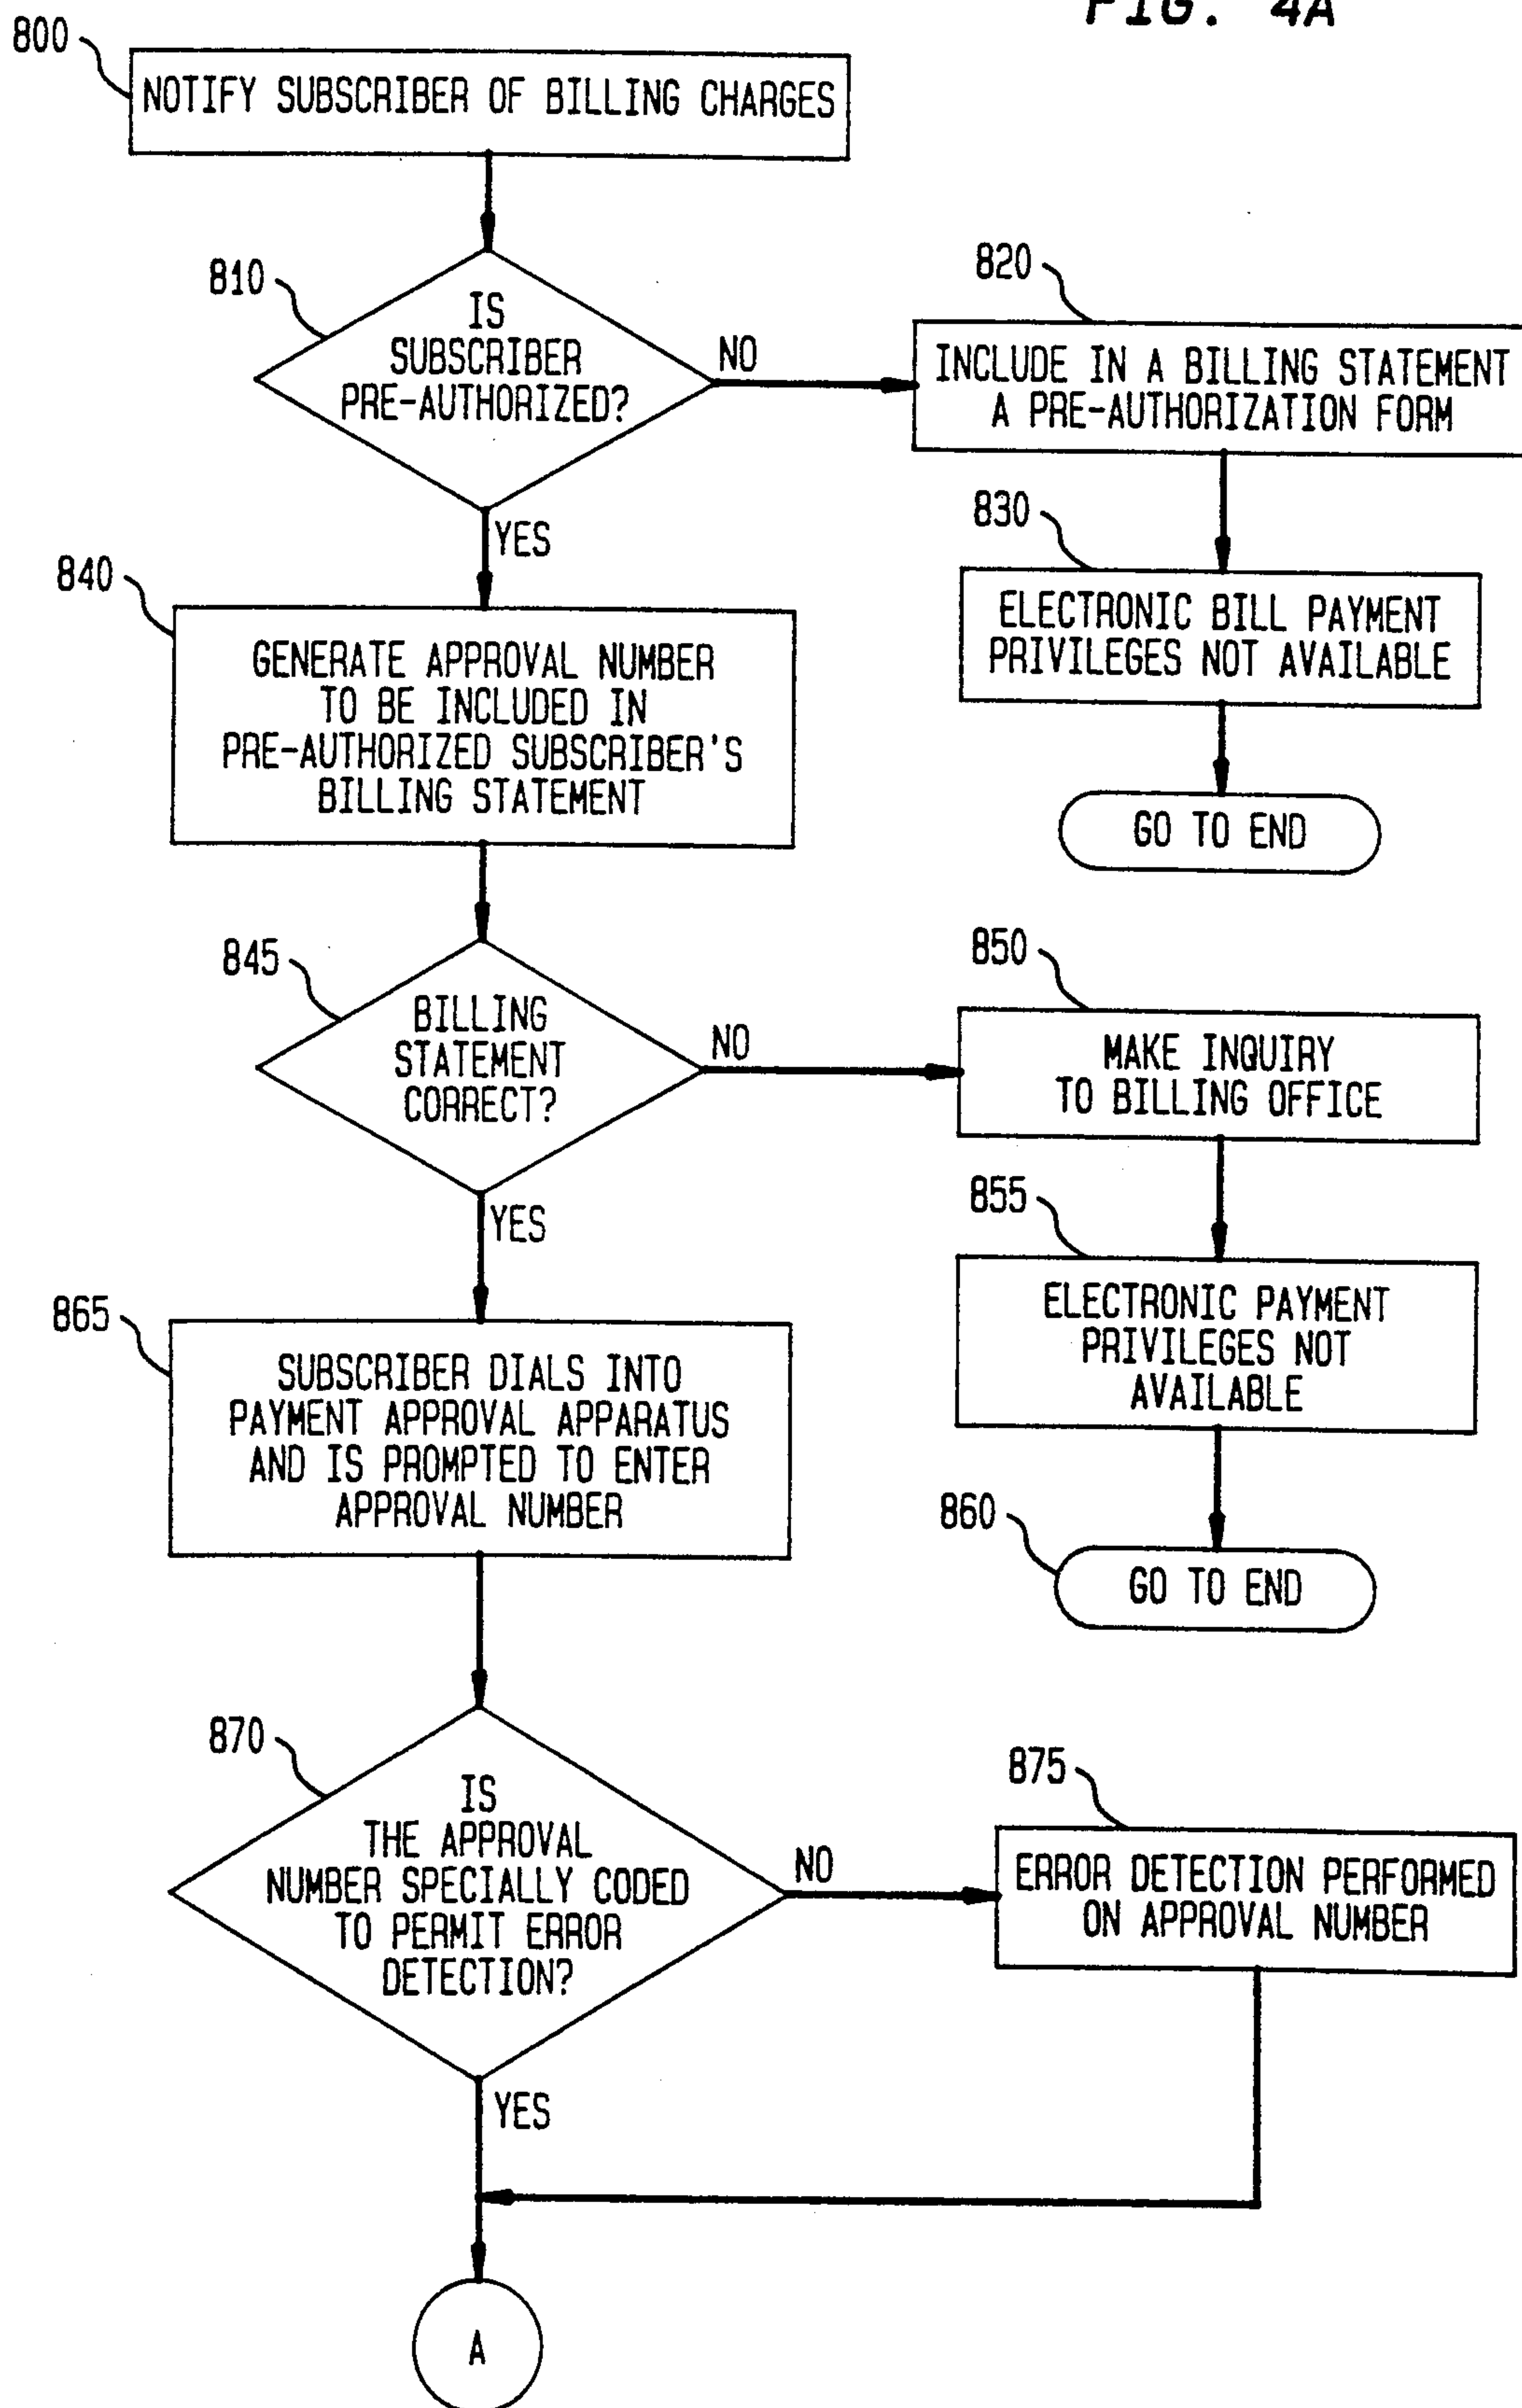 FIG. 4A
800
NOTIFY SUBSCRIBER OF BILLING CHARGES
810
IS
SUBSCRIBER
PRE-AUTHORIZED?
NO
820
INCLUDE IN A BILLING STATEMENT
A PRE-AUTHORIZATION FORM
YES
830
ELECTRONIC BILL PAYMENT
PRIVILEGES NOT AVAILABLE
GO TO END
840
GENERATE APPROVAL NUMBER
TO BE INCLUDED IN
PRE-AUTHORIZED SUBSCRIBER'S
BILLING STATEMENT
845
BILLING
STATEMENT
CORRECT?
NO
850
MAKE INQUIRY
TO BILLING OFFICE
YES
855
ELECTRONIC PAYMENT
PRIVILEGES NOT
AVAILABLE
860
GO TO END
865
SUBSCRIBER DIALS INTO
PAYMENT APPROVAL APPARATUS
AND IS PROMPTED TO ENTER
APPROVAL NUMBER
870
IS
THE APPROVAL
NUMBER SPECIALLY CODED
TO PERMIT ERROR
DETECTION?
NO
875
ERROR DETECTION PERFORMED
ON APPROVAL NUMBER
YES
A